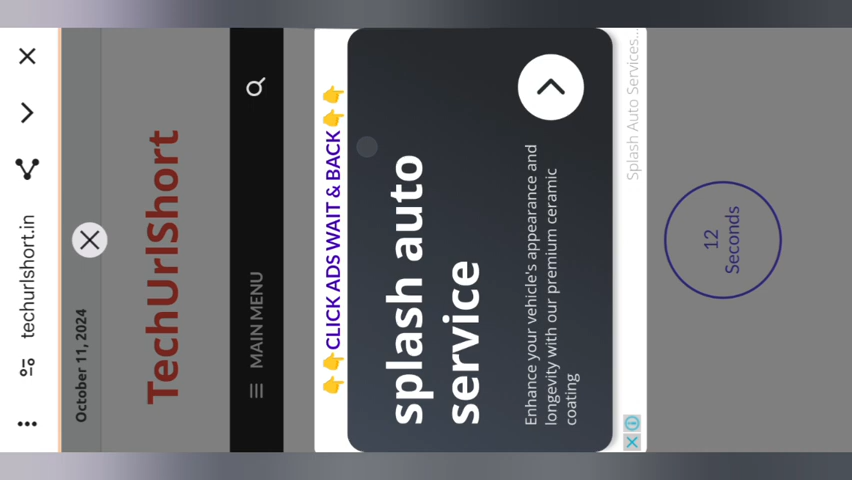 techurlshort.in
October 11, 2024
TechUrlShort
MAIN MENU
👉👉CLICK ADS WAIT & BACK👉👉
splash auto
service
Enhance your vehicle's appearance and
longevity with our premium ceramic
coating
Splash Auto Services...
12
Seconds